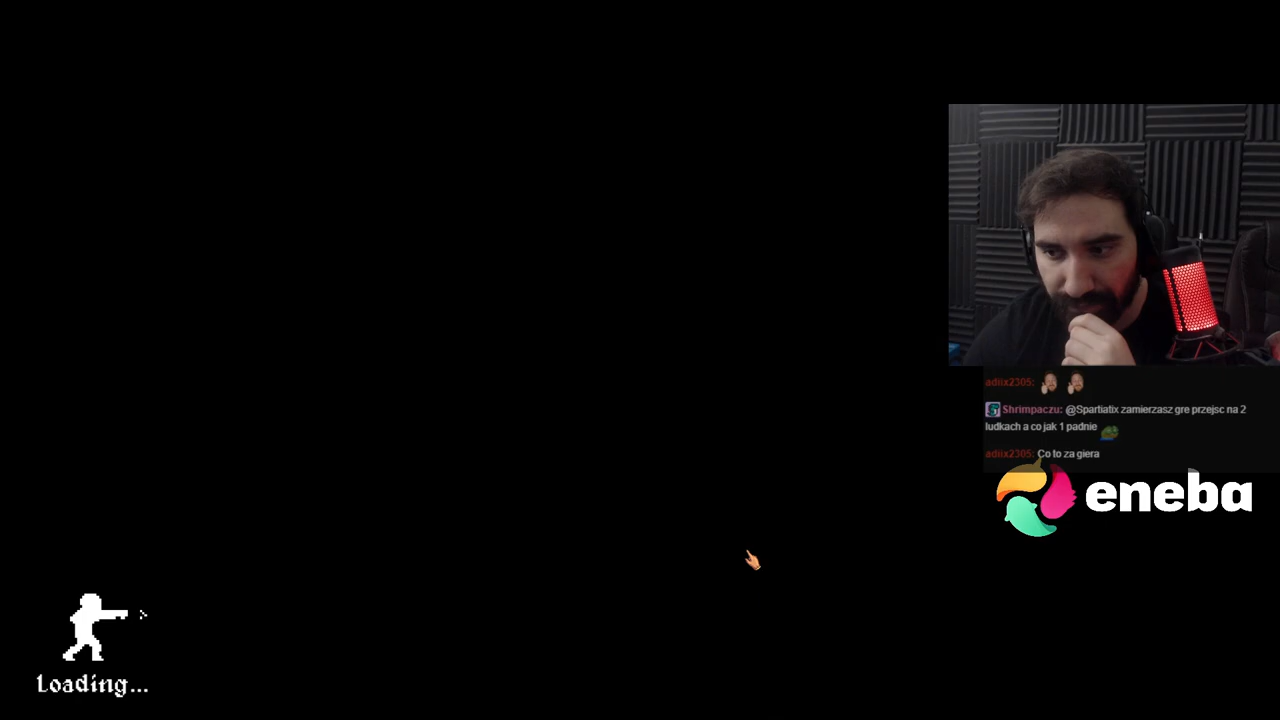 adiix2305:
Shrimpaczu: @Spartiatix zamierzasz gre przejsc na 2
ludkach a co jak 1 padnie
adiix2305: Co to za giera
eneba
Loading...